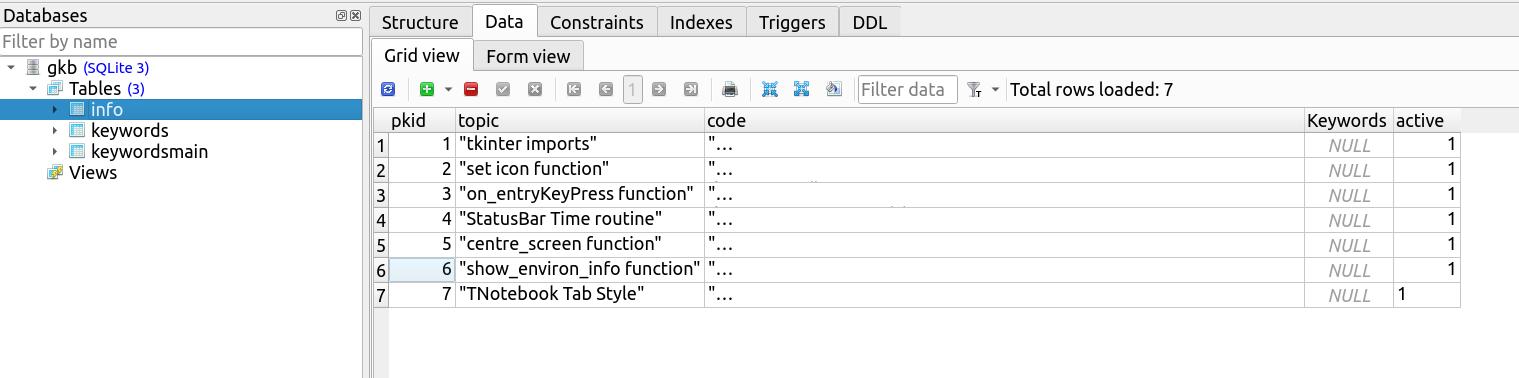 Databases
Filter by name
gkb (SQLite 3)
Tables (3)
info
keywords
keywordsmain
Views
Structure Data Constraints Indexes Triggers DDL
Grid view Form view
1 Filter data T Total rows loaded: 7
pkid topic code Keywords active
1 1 "tkinter imports" "... NULL 1
2 2 "set icon function" "... NULL 1
3 3 "on_entryKeyPress function" "... NULL 1
4 4 "StatusBar Time routine" "... NULL 1
5 5 "centre_screen function" "... NULL 1
6 6 "show_environ_info function" "... NULL 1
7 7 "TNotebook Tab Style" "... NULL 1